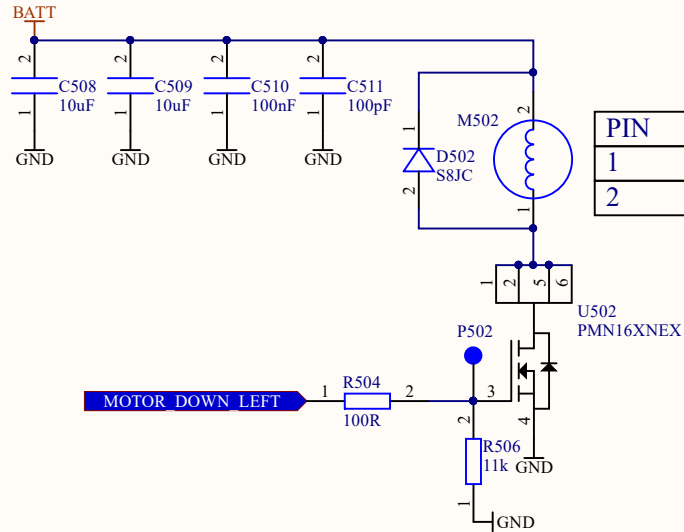 BATT
2
2
2
2
C508
10uF
C509
10uF
C510
100nF
C511
100pF
1
1
1
1
GND
GND
GND
GND
1
D502
S8JC
2
M502
2
1
PIN
1
2
1
2
5
6
U502
PMN16XNEX
P502
MOTOR_DOWN_LEFT
1
R504
2
100R
3
4
GND
2
R506
11k
1
GND